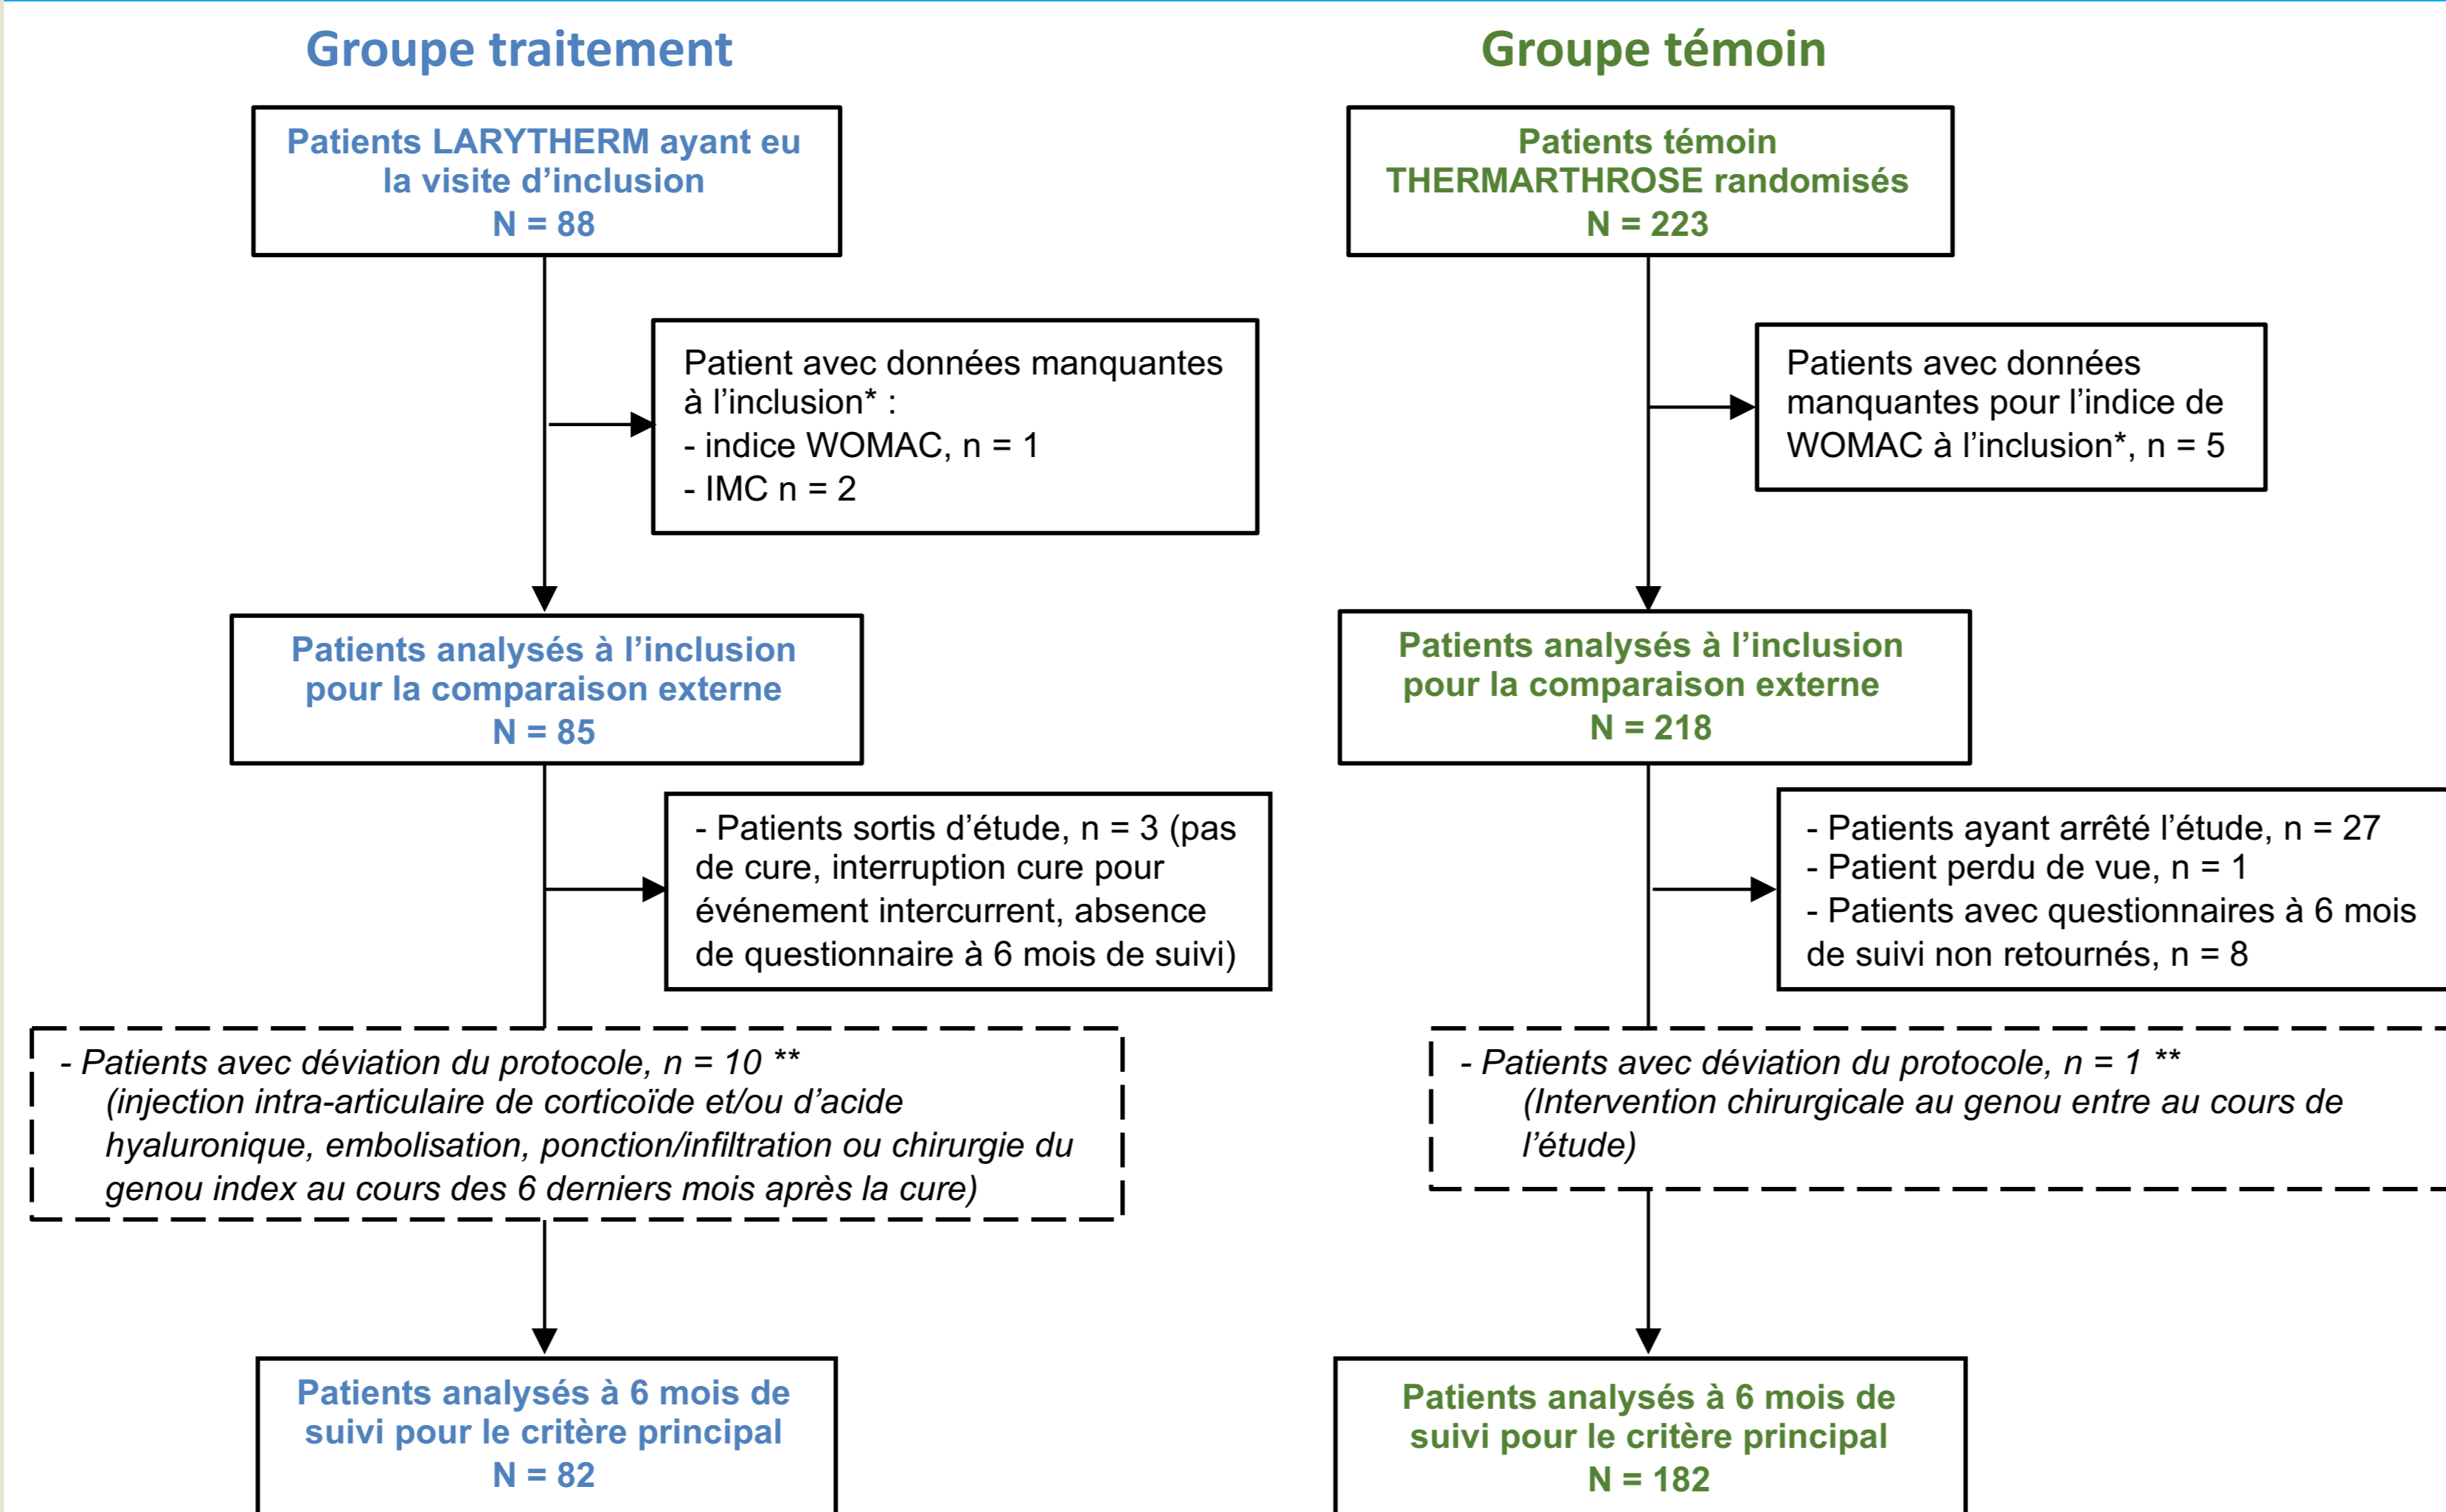 Groupe traitement
Groupe témoin
Patients LARYTHERM ayant eu
la visite d'inclusion
N = 88
Patients témoin
THERMARTHROSE randomisés
N = 223
Patient avec données manquantes
à l'inclusion* :
- indice WOMAC, n = 1
- IMC n = 2
Patients avec données
manquantes pour l'indice de
WOMAC à l'inclusion*, n = 5
Patients analysés à l'inclusion
pour la comparaison externe
N = 85
Patients analysés à l'inclusion
pour la comparaison externe
N = 218
- Patients sortis d'étude, n = 3 (pas
de cure, interruption cure pour
événement intercurrent, absence
de questionnaire à 6 mois de suivi)
- Patients ayant arrêté l'étude, n = 27
- Patient perdu de vue, n = 1
- Patients avec questionnaires à 6 mois
de suivi non retournés, n = 8
- Patients avec déviation du protocole, n = 10 **
(injection intra-articulaire de corticoïde et/ou d'acide
hyaluronique, embolisation, ponction/infiltration ou chirurgie du
genou index au cours des 6 derniers mois après la cure)
- Patients avec déviation du protocole, n = 1 **
(Intervention chirurgicale au genou entre au cours de
l'étude)
Patients analysés à 6 mois de
suivi pour le critère principal
N = 82
Patients analysés à 6 mois de
suivi pour le critère principal
N = 182